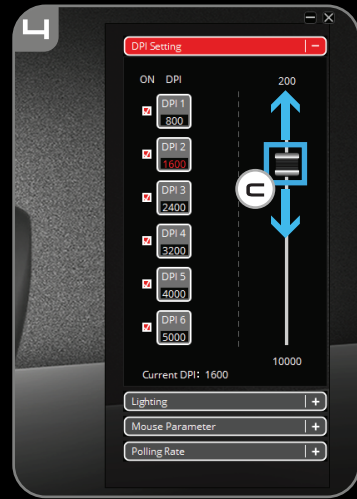 4
DPI Setting
ON DPI
200
DPI 1
800
DPI 2
1600
DPI 3
2400
C
DPI 4
3200
DPI 5
4000
DPI 6
5000
10000
Current DPI: 1600
Lighting
Mouse Parameter
Polling Rate